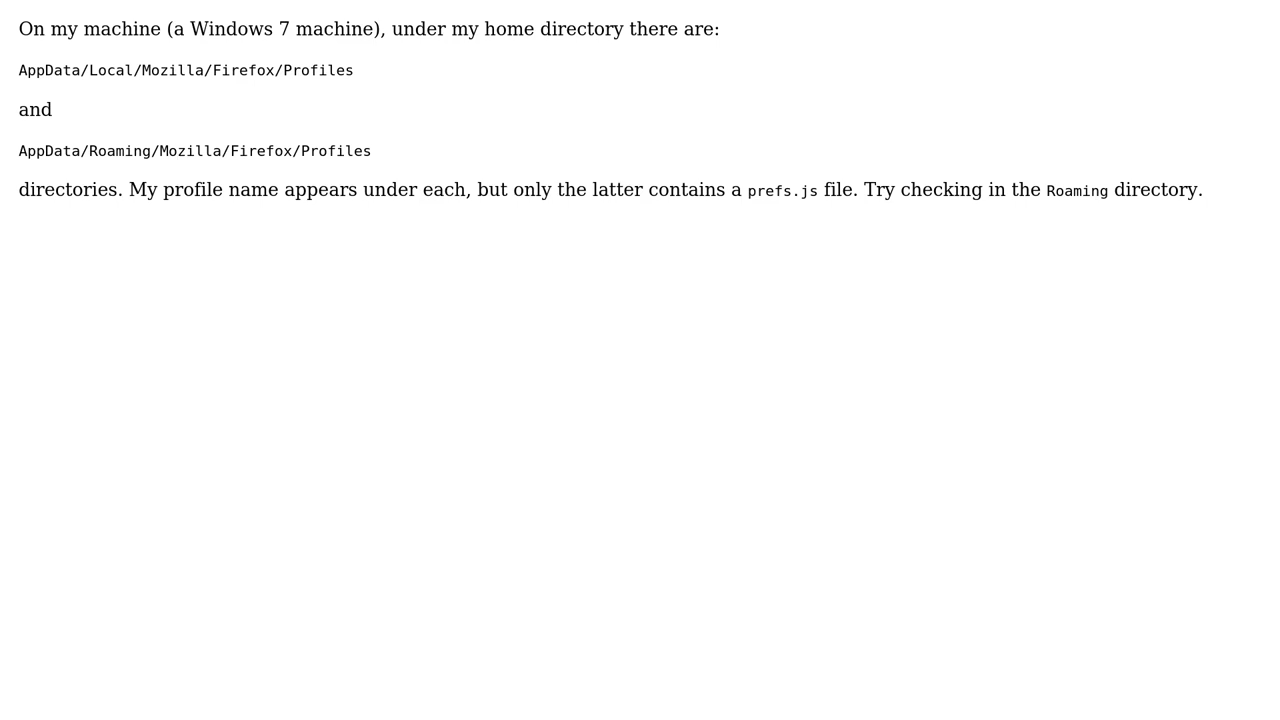 On my machine (a Windows 7 machine), under my home directory there are:
AppData/Local/Mozilla/Firefox/Profiles
and
AppData/Roaming/Mozilla/Firefox/Profiles
directories. My profile name appears under each, but only the latter contains a prefs.js file. Try checking in the Roaming directory.